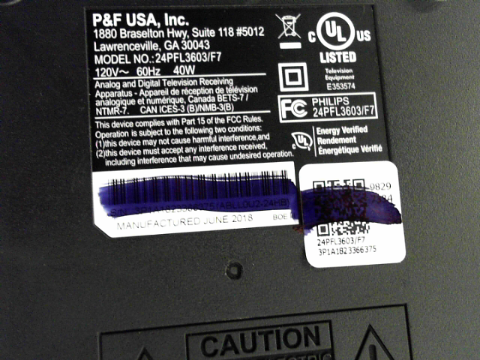 P&F USA, Inc.
1880 Braselton Hwy, Suite 118 #5012
Lawrenceville, GA 30043
MODEL NO.:24PFL3603/F7
120V~ 60Hz 40W
Analog and Digital Television Receiving
Apparatus - Appareil de réception de télévision
analogique et numérique, Canada BETS-7 /
NTMR-7. CAN ICES-3 (B)/NMB-3(B)
This device complies with Part 15 of the FCC Rules.
Operation is subject to the following two conditions:
(1)this device may not cause harmful interference,and
(2)this device must accept any interference received,
including interference that may cause undesired operation.
C UL US
LISTED
Television
Equipment
E353574
FC PHILIPS
24PFL3603/F7
UL Energy Verified
Rendement
Énergétique Vérifié
MANUFACTURED JUNE 2018 BOE
0829
24PFL3603/F7
3P1A1823366375
CAUTION